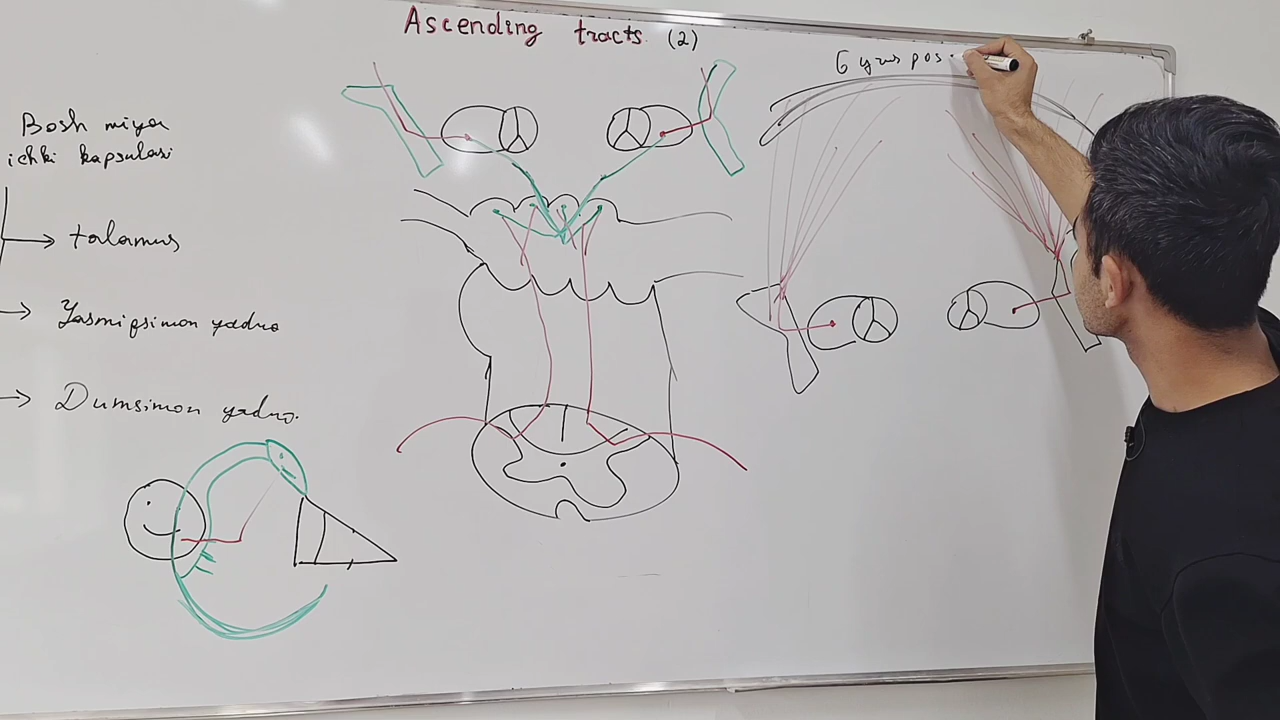 Ascending tracts (2)
Gyrus pos
Bosh miya
ichki kapsulasi
talamus
Yasmiqsimon yadro
Dumsimon yadro.